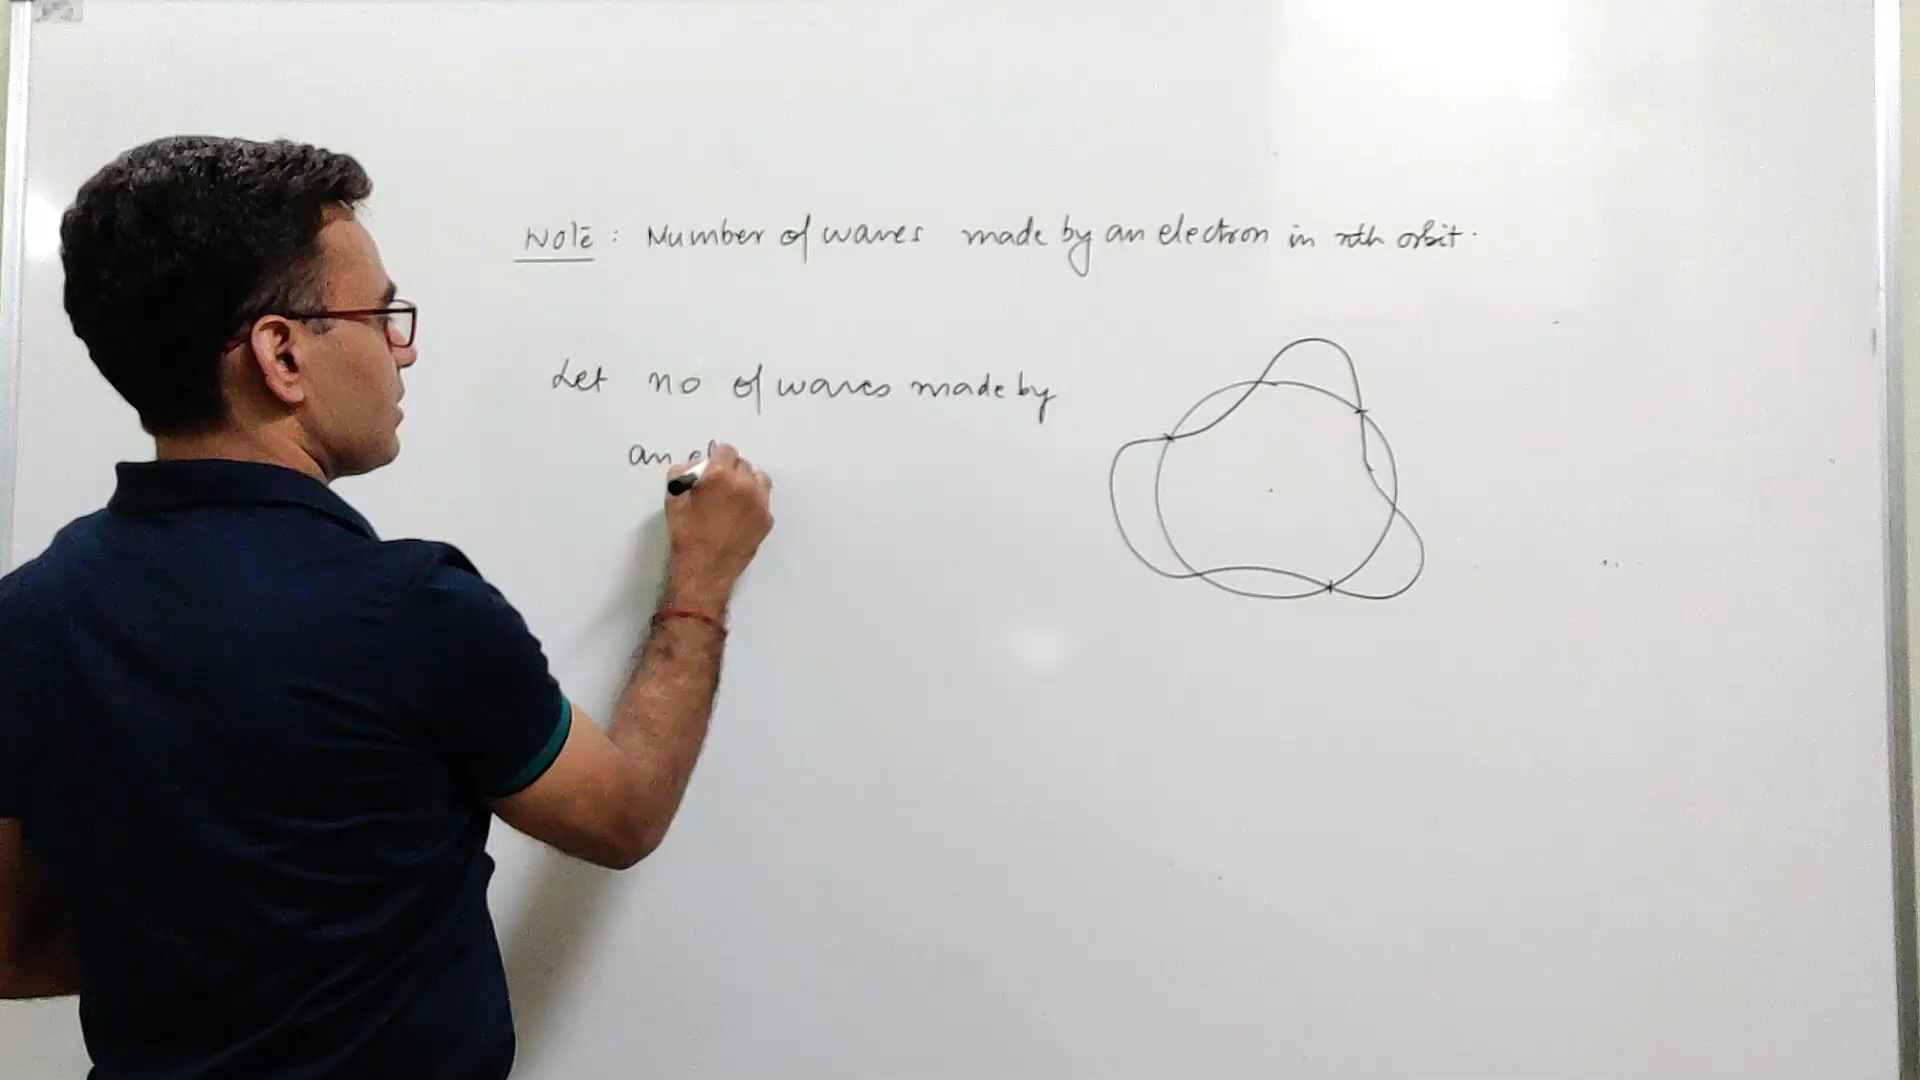 Note : Number of waves made by an electron in nth orbit.
Let no of waves made by
an el